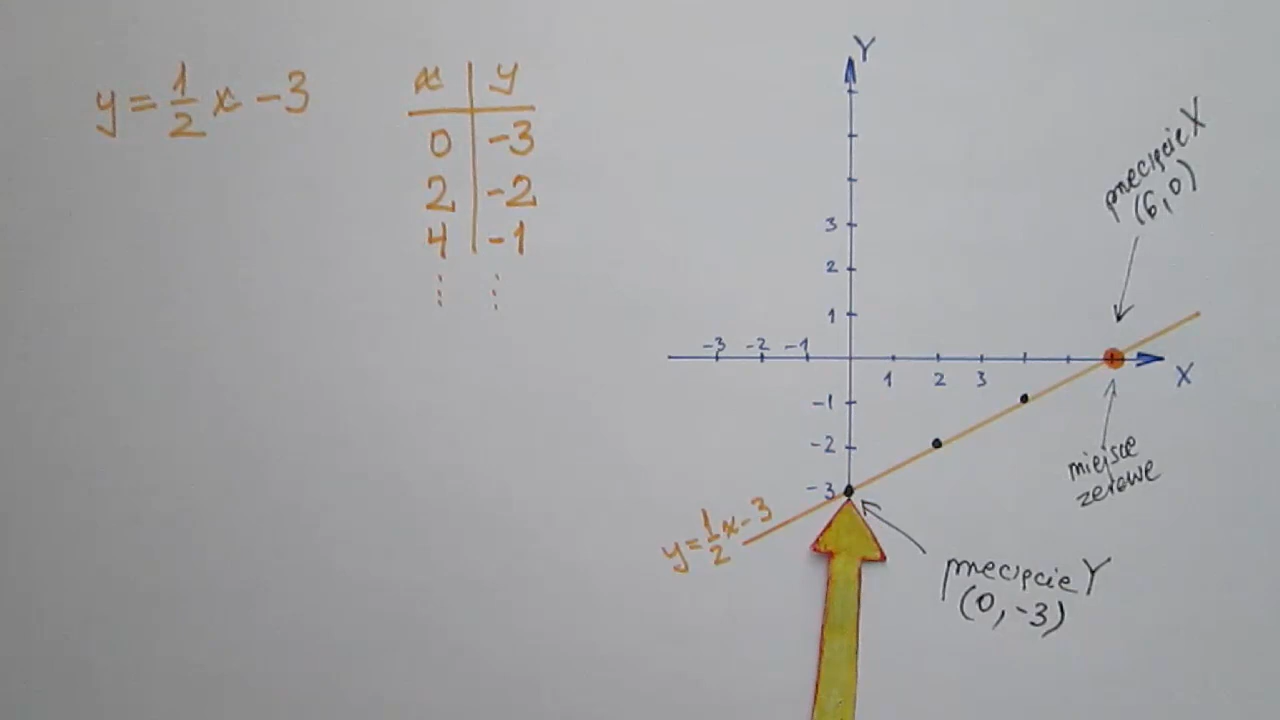 y = 1/2 x - 3
x y
0 -3
2 -2
4 -1
⋮ ⋮
Y
3
2
1
-3 -2 -1
1 2 3
X
-1
-2
-3
przecięcie X
(6,0)
miejsce
zerowe
y = 1/2 x - 3
przecięcie Y
(0, -3)